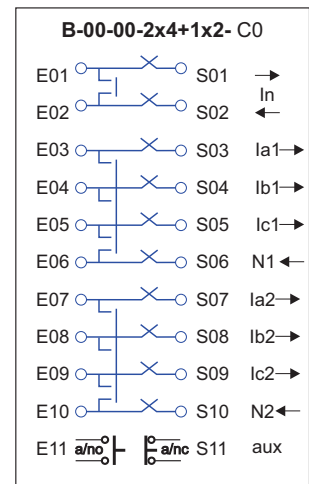 B-00-00-2x4+1x2- C0
E01 S01
In
E02 S02
E03 S03 Ia1
E04 S04 Ib1
E05 S05 Ic1
E06 S06 N1
E07 S07 Ia2
E08 S08 Ib2
E09 S09 Ic2
E10 S10 N2
E11 a/no a/nc S11 aux